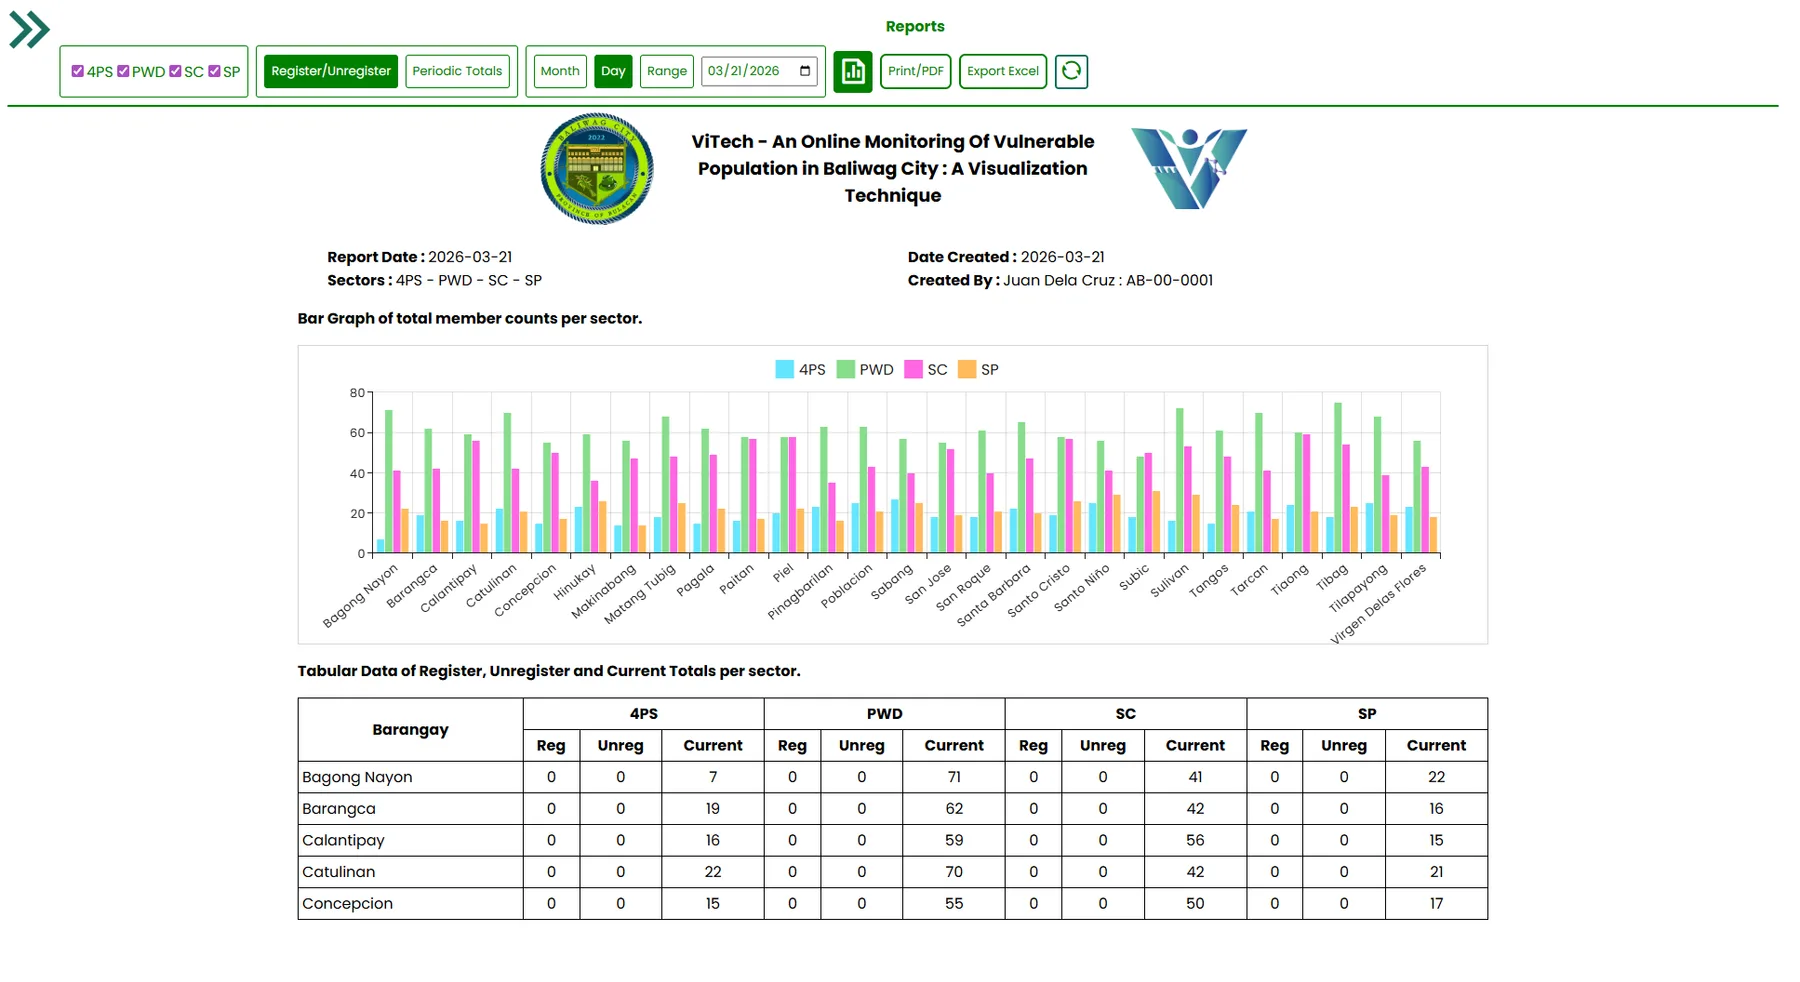 Reports
4PS PWD SC SP
Register/Unregister Periodic Totals
Month Day Range 03/21/2026
Print/PDF Export Excel
BALIWAG CITY
2022
PROVINCE OF BULACAN
ViTech - An Online Monitoring Of Vulnerable
Population in Baliwag City : A Visualization
Technique
Report Date : 2026-03-21
Sectors : 4PS - PWD - SC - SP
Date Created : 2026-03-21
Created By : Juan Dela Cruz : AB-00-0001
Bar Graph of total member counts per sector.
4PS PWD SC SP
80
60
40
20
0
Bagong Nayon
Barangca
Calantipay
Catulinan
Concepcion
Hinukay
Makinabang
Matang Tubig
Pagala
Paitan
Piel
Pinagbarilan
Poblacion
Sabang
San Jose
San Roque
Santa Barbara
Santo Cristo
Santo Niño
Subic
Sulivan
Tangos
Tarcan
Tiaong
Tibag
Tilapayong
Virgen Delas Flores
Tabular Data of Register, Unregister and Current Totals per sector.
Barangay 4PS PWD SC SP
Reg Unreg Current Reg Unreg Current Reg Unreg Current Reg Unreg Current
Bagong Nayon 0 0 7 0 0 71 0 0 41 0 0 22
Barangca 0 0 19 0 0 62 0 0 42 0 0 16
Calantipay 0 0 16 0 0 59 0 0 56 0 0 15
Catulinan 0 0 22 0 0 70 0 0 42 0 0 21
Concepcion 0 0 15 0 0 55 0 0 50 0 0 17